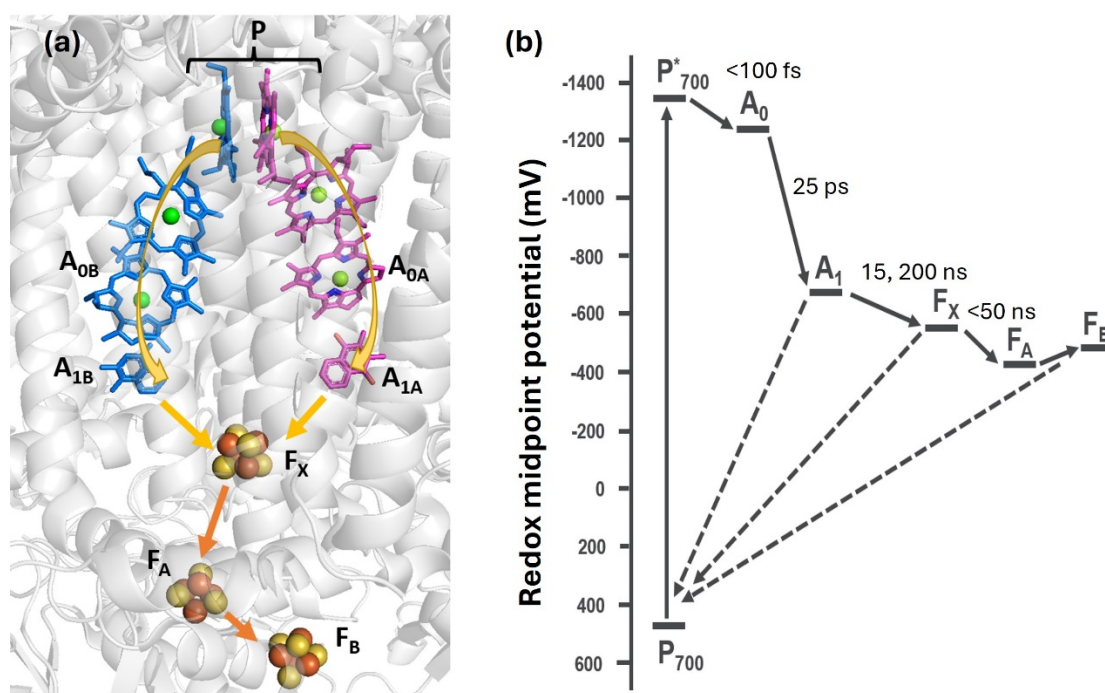 (a)
P
A0B
A0A
A1B
A1A
FX
FA
FB
(b)
Redox midpoint potential (mV)
-1400
-1200
-1000
-800
-600
-400
-200
0
200
400
600
P*700
<100 fs
A0
25 ps
A1
15, 200 ns
FX
<50 ns
FA
P700